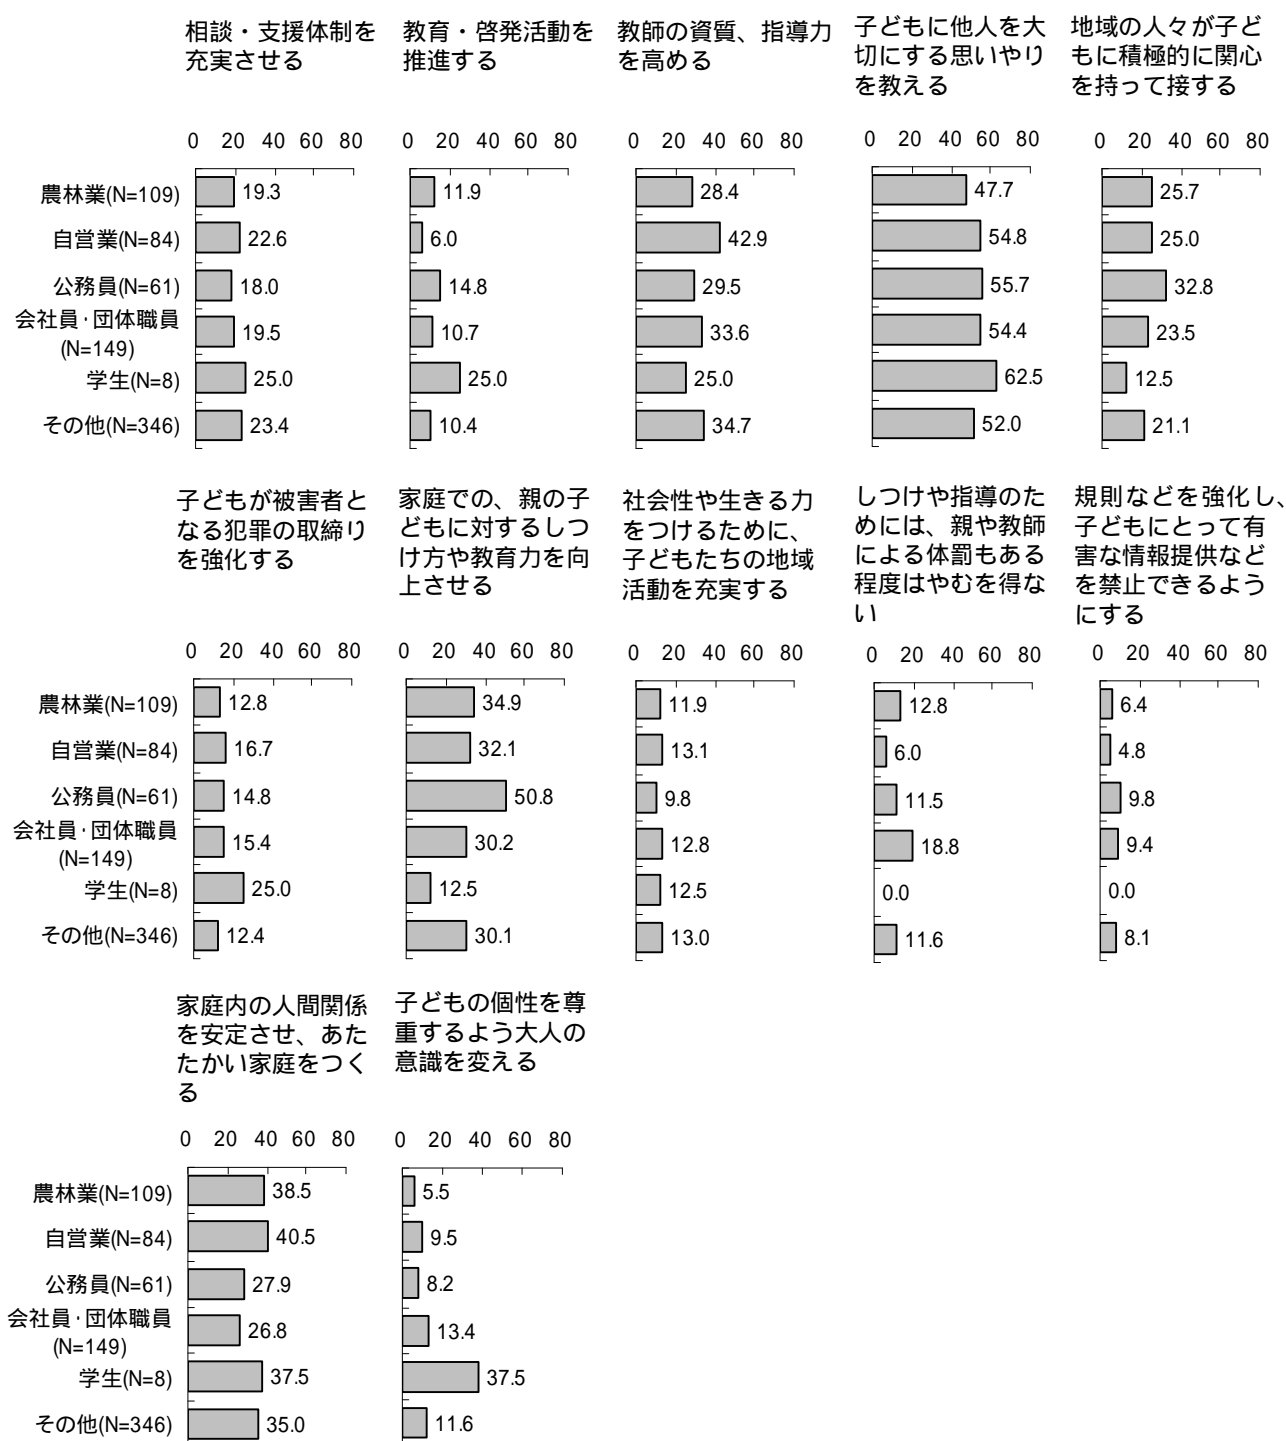 相談・支援体制を
充実させる
教育・啓発活動を
推進する
教師の資質、指導力
を高める
子どもに他人を大
切にする思いやり
を教える
地域の人々が子ど
もに積極的に関心
を持って接する
0 20 40 60 80 0 20 40 60 80 0 20 40 60 80 0 20 40 60 80 0 20 40 60 80
農林業(N=109) 19.3 11.9 28.4 47.7 25.7
自営業(N=84) 22.6 6.0 42.9 54.8 25.0
公務員(N=61) 18.0 14.8 29.5 55.7 32.8
会社員・団体職員
(N=149) 19.5 10.7 33.6 54.4 23.5
学生(N=8) 25.0 25.0 25.0 62.5 12.5
その他(N=346) 23.4 10.4 34.7 52.0 21.1
子どもが被害者と
なる犯罪の取締り
を強化する
家庭での、親の子
どもに対するしつ
け方や教育力を向
上させる
社会性や生きる力
をつけるために、
子どもたちの地域
活動を充実する
しつけや指導のた
めには、親や教師
による体罰もある
程度はやむを得な
い
規則などを強化し、
子どもにとって有
害な情報提供など
を禁止できるよう
にする
0 20 40 60 80 0 20 40 60 80 0 20 40 60 80 0 20 40 60 80 0 20 40 60 80
農林業(N=109) 12.8 34.9 11.9 12.8 6.4
自営業(N=84) 16.7 32.1 13.1 6.0 4.8
公務員(N=61) 14.8 50.8 9.8 11.5 9.8
会社員・団体職員
(N=149) 15.4 30.2 12.8 18.8 9.4
学生(N=8) 25.0 12.5 12.5 0.0 0.0
その他(N=346) 12.4 30.1 13.0 11.6 8.1
家庭内の人間関係
を安定させ、あた
たかい家庭をつく
る
子どもの個性を尊
重するよう大人の
意識を変える
0 20 40 60 80 0 20 40 60 80
農林業(N=109) 38.5 5.5
自営業(N=84) 40.5 9.5
公務員(N=61) 27.9 8.2
会社員・団体職員
(N=149) 26.8 13.4
学生(N=8) 37.5 37.5
その他(N=346) 35.0 11.6